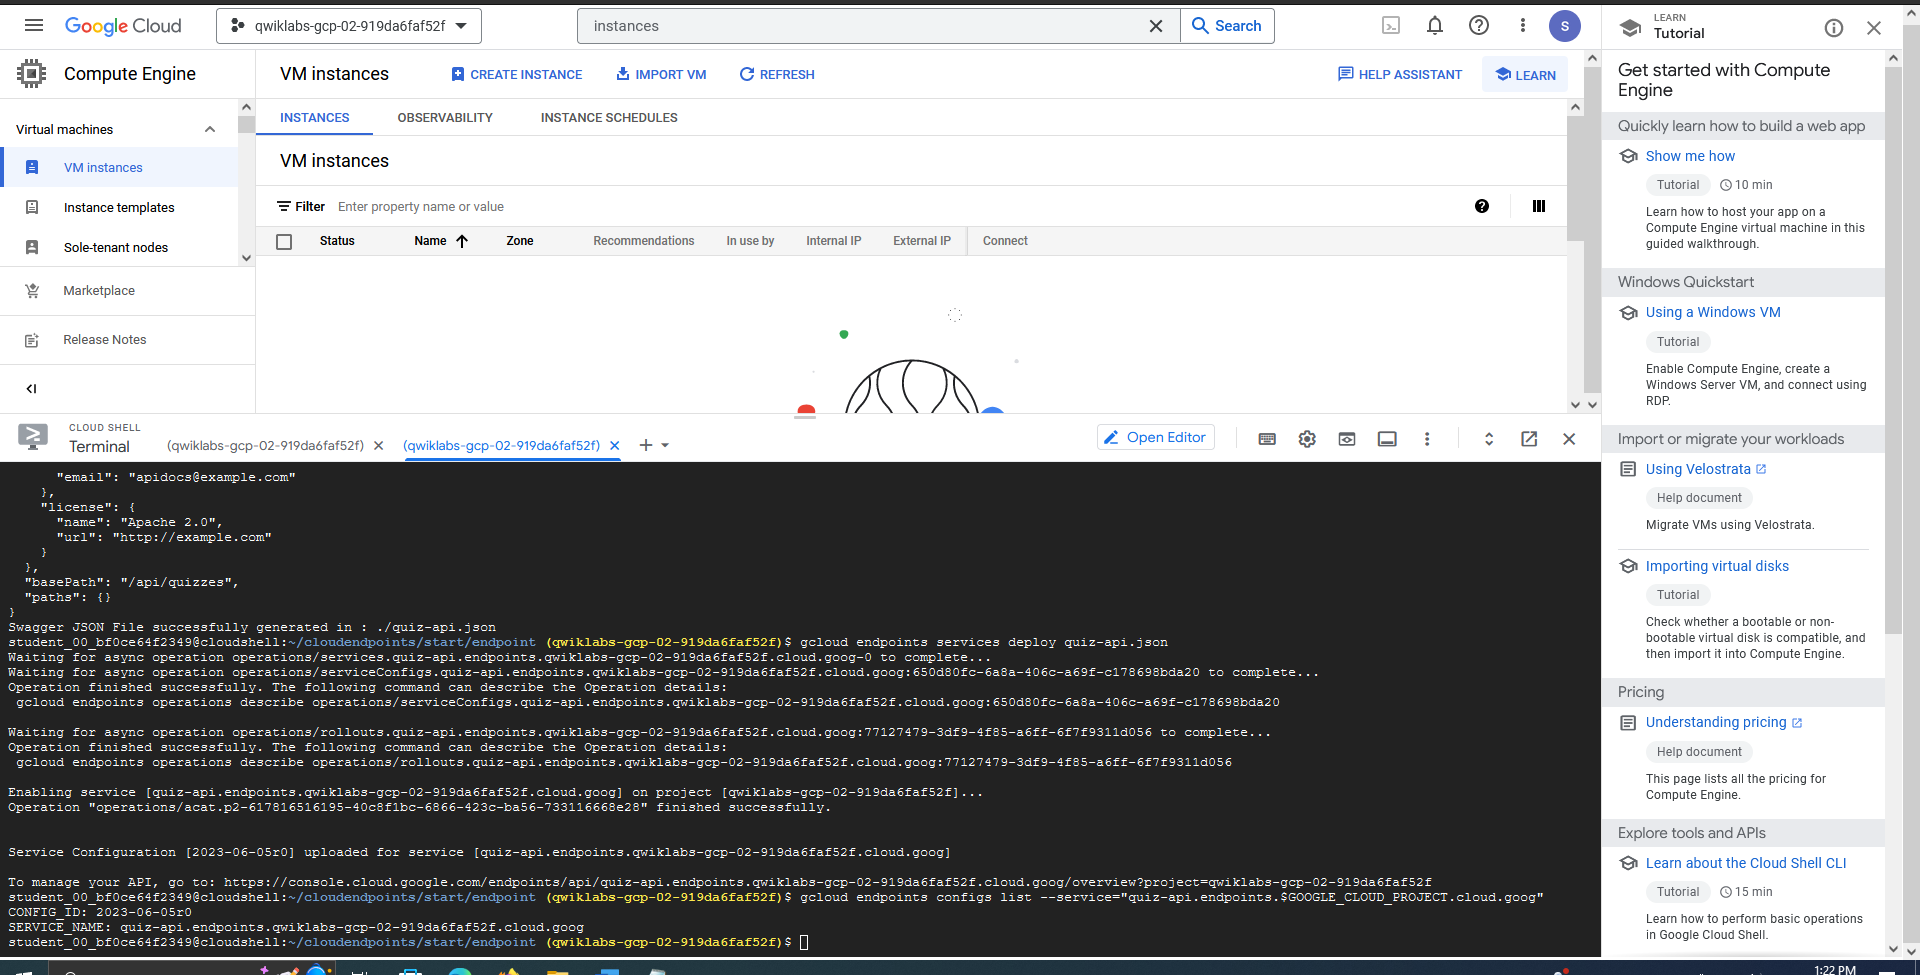 Google Cloud
qwiklabs-gcp-02-919da6faf52f
instances
Search
S
LEARN
Tutorial
Compute Engine
VM instances
CREATE INSTANCE
IMPORT VM
REFRESH
HELP ASSISTANT
LEARN
Get started with Compute
Engine
Virtual machines
VM instances
Instance templates
Sole-tenant nodes
Marketplace
Release Notes
INSTANCES
OBSERVABILITY
INSTANCE SCHEDULES
VM instances
Filter
Enter property name or value
Status
Name
Zone
Recommendations
In use by
Internal IP
External IP
Connect
Quickly learn how to build a web app
Show me how
Tutorial
10 min
Learn how to host your app on a
Compute Engine virtual machine in this
guided walkthrough.
Windows Quickstart
Using a Windows VM
Tutorial
Enable Compute Engine, create a
Windows Server VM, and connect using
RDP.
Import or migrate your workloads
Using Velostrata
Help document
Migrate VMs using Velostrata.
Importing virtual disks
Tutorial
Check whether a bootable or non-
bootable virtual disk is compatible, and
then import it into Compute Engine.
Pricing
Understanding pricing
Help document
This page lists all the pricing for
Compute Engine.
Explore tools and APIs
Learn about the Cloud Shell CLI
Tutorial
15 min
Learn how to perform basic operations
in Google Cloud Shell.
CLOUD SHELL
Terminal
(qwiklabs-gcp-02-919da6faf52f)
(qwiklabs-gcp-02-919da6faf52f)
Open Editor
"email": "apidocs@example.com"
},
"license": {
"name": "Apache 2.0",
"url": "http://example.com"
}
},
"basePath": "/api/quizzes",
"paths": {}
}
Swagger JSON File successfully generated in : ./quiz-api.json
student_00_bf0ce64f2349@cloudshell:~/cloudendpoints/start/endpoint (qwiklabs-gcp-02-919da6faf52f)$ gcloud endpoints services deploy quiz-api.json
Waiting for async operation operations/services.quiz-api.endpoints.qwiklabs-gcp-02-919da6faf52f.cloud.goog-0 to complete...
Waiting for async operation operations/serviceConfigs.quiz-api.endpoints.qwiklabs-gcp-02-919da6faf52f.cloud.goog:650d80fc-6a8a-406c-a69f-c178698bda20 to complete...
Operation finished successfully. The following command can describe the Operation details:
gcloud endpoints operations describe operations/serviceConfigs.quiz-api.endpoints.qwiklabs-gcp-02-919da6faf52f.cloud.goog:650d80fc-6a8a-406c-a69f-c178698bda20
Waiting for async operation operations/rollouts.quiz-api.endpoints.qwiklabs-gcp-02-919da6faf52f.cloud.goog:77127479-3df9-4f85-a6ff-6f7f9311d056 to complete...
Operation finished successfully. The following command can describe the Operation details:
gcloud endpoints operations describe operations/rollouts.quiz-api.endpoints.qwiklabs-gcp-02-919da6faf52f.cloud.goog:77127479-3df9-4f85-a6ff-6f7f9311d056
Enabling service [quiz-api.endpoints.qwiklabs-gcp-02-919da6faf52f.cloud.goog] on project [qwiklabs-gcp-02-919da6faf52f]...
Operation "operations/acat.p2-617816516195-40c8f1bc-6866-423c-ba56-733116668e28" finished successfully.
Service Configuration [2023-06-05r0] uploaded for service [quiz-api.endpoints.qwiklabs-gcp-02-919da6faf52f.cloud.goog]
To manage your API, go to: https://console.cloud.google.com/endpoints/api/quiz-api.endpoints.qwiklabs-gcp-02-919da6faf52f.cloud.goog/overview?project=qwiklabs-gcp-02-919da6faf52f
student_00_bf0ce64f2349@cloudshell:~/cloudendpoints/start/endpoint (qwiklabs-gcp-02-919da6faf52f)$ gcloud endpoints configs list --service="quiz-api.endpoints.$GOOGLE_CLOUD_PROJECT.cloud.goog"
CONFIG_ID: 2023-06-05r0
SERVICE_NAME: quiz-api.endpoints.qwiklabs-gcp-02-919da6faf52f.cloud.goog
student_00_bf0ce64f2349@cloudshell:~/cloudendpoints/start/endpoint (qwiklabs-gcp-02-919da6faf52f)$
1:22 PM